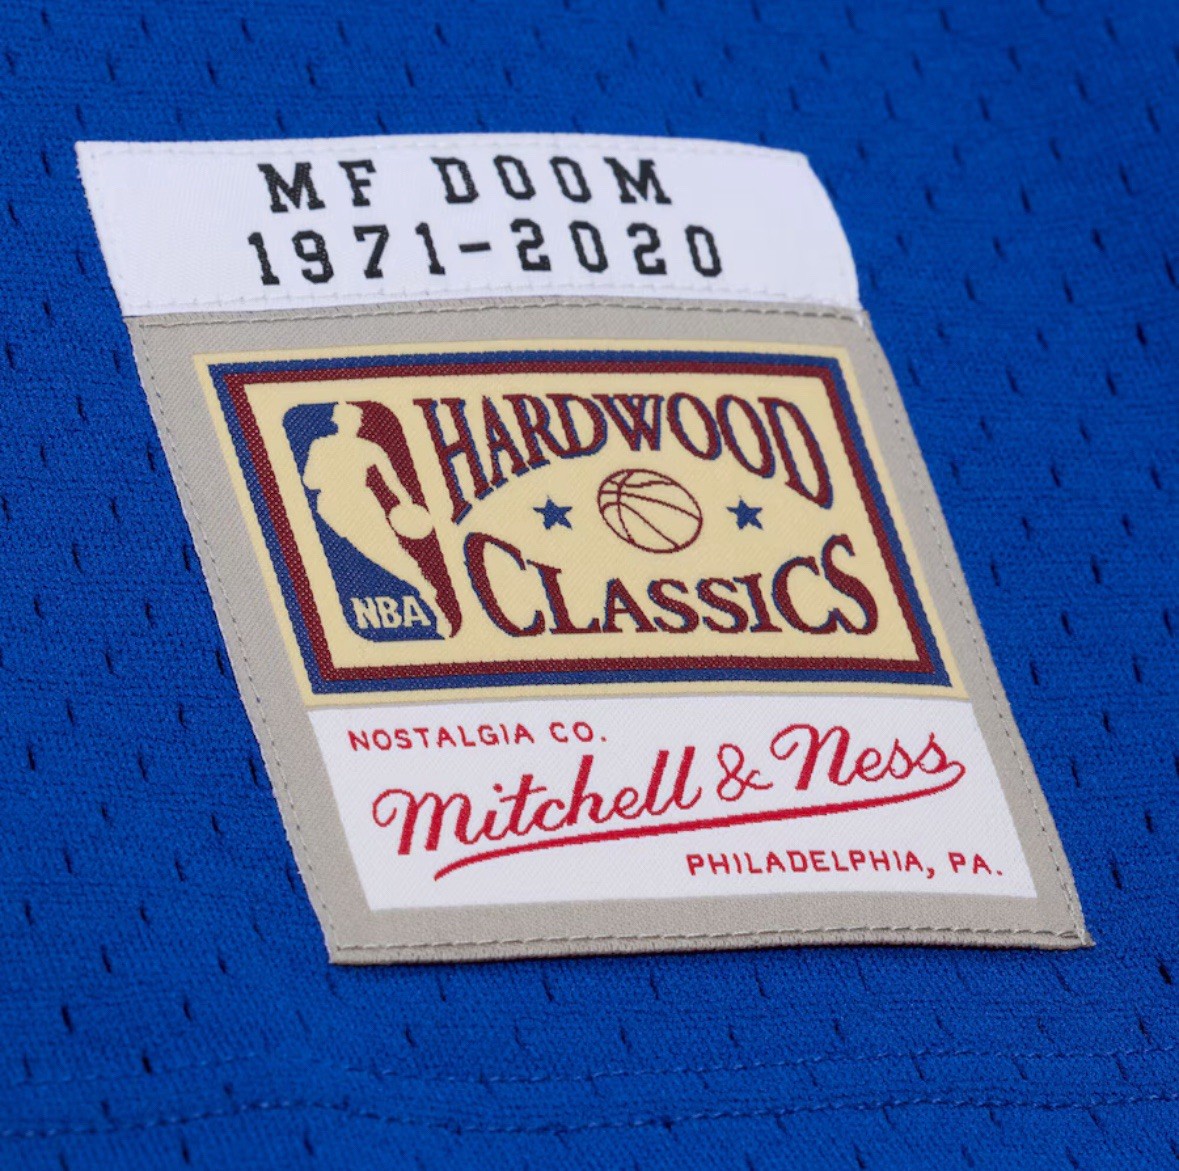 MF DOOM
1971-2020
HARDWOOD
CLASSICS
NBA
NOSTALGIA CO.
Mitchell & Ness
PHILADELPHIA, PA.